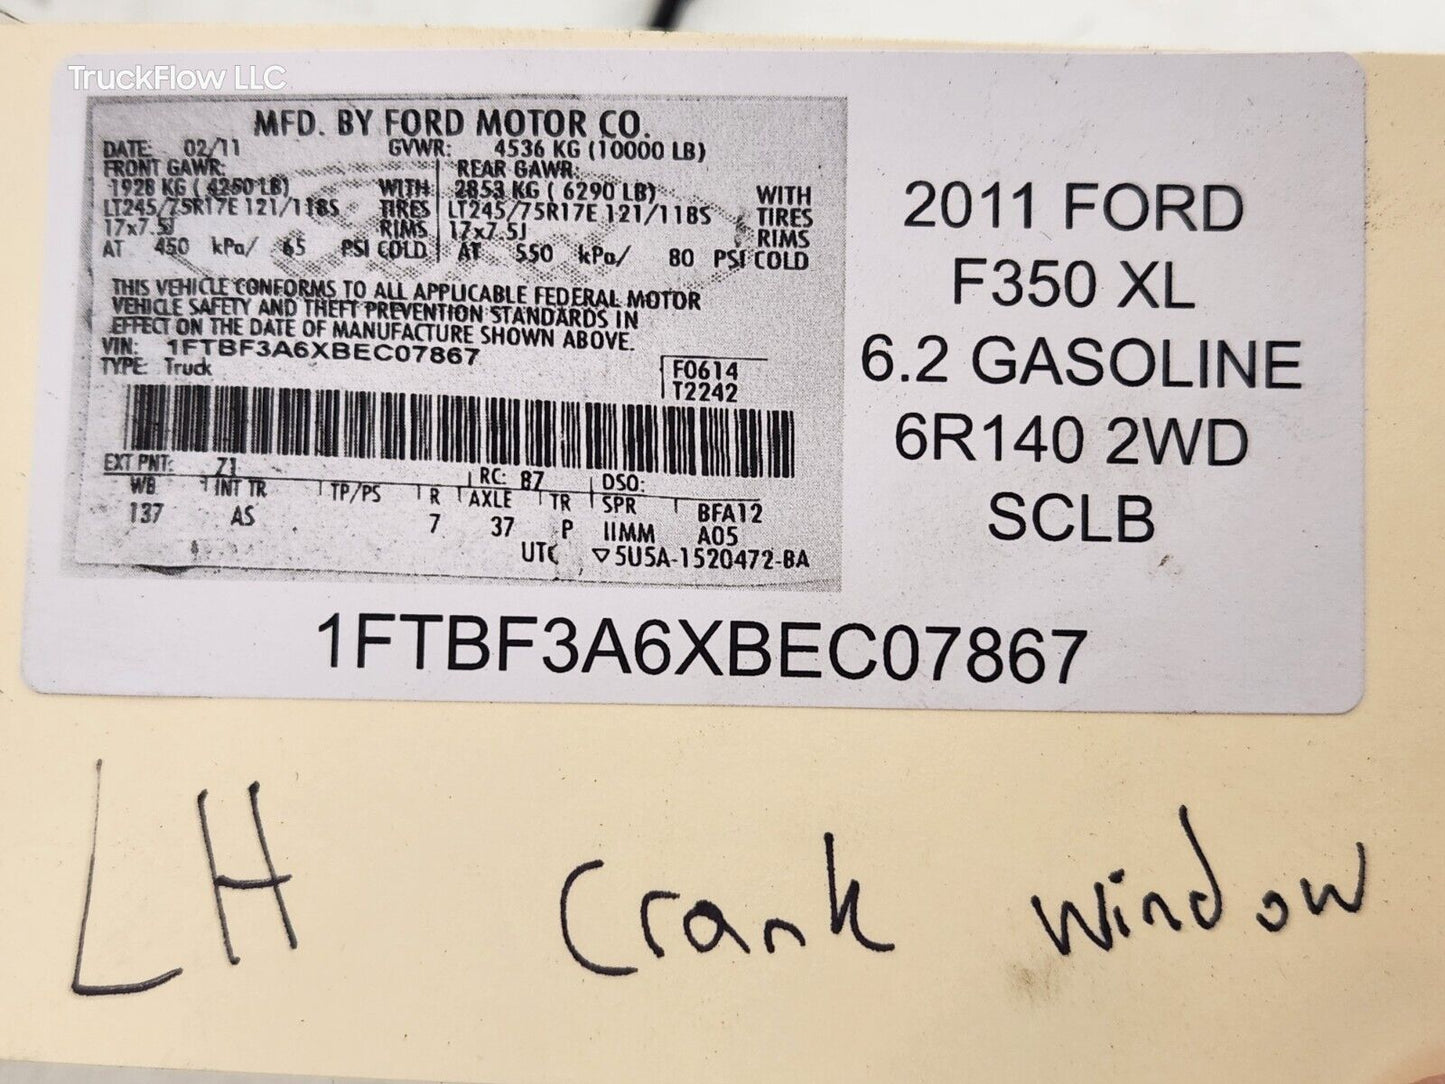 TruckFlow LLC
MFD. BY FORD MOTOR CO.
DATE: 02/11 GVWR: 4536 KG (10000 LB)
FRONT GAWR: REAR GAWR:
1928 KG ( 4250 LB) WITH 2853 KG ( 6290 LB) WITH
LT245/75R17E 121/118S TIRES LT245/75R17E 121/118S TIRES
17x7.5J RIMS 17x7.5J RIMS
AT 450 kPa/ 65 PSI COLD AT 550 kPa/ 80 PSI COLD
THIS VEHICLE CONFORMS TO ALL APPLICABLE FEDERAL MOTOR
VEHICLE SAFETY AND THEFT PREVENTION STANDARDS IN
EFFECT ON THE DATE OF MANUFACTURE SHOWN ABOVE.
VIN: 1FTBF3A6XBEC07867
TYPE: Truck F0614
T2242
EXT PNT: Z1 RC: 87 DSO:
WB INT TR TP/PS R AXLE TR SPR BFA12
137 AS 7 37 P IIMM A05
UTC ▽5U5A-1520472-BA
2011 FORD
F350 XL
6.2 GASOLINE
6R140 2WD
SCLB
1FTBF3A6XBEC07867
LH crank window